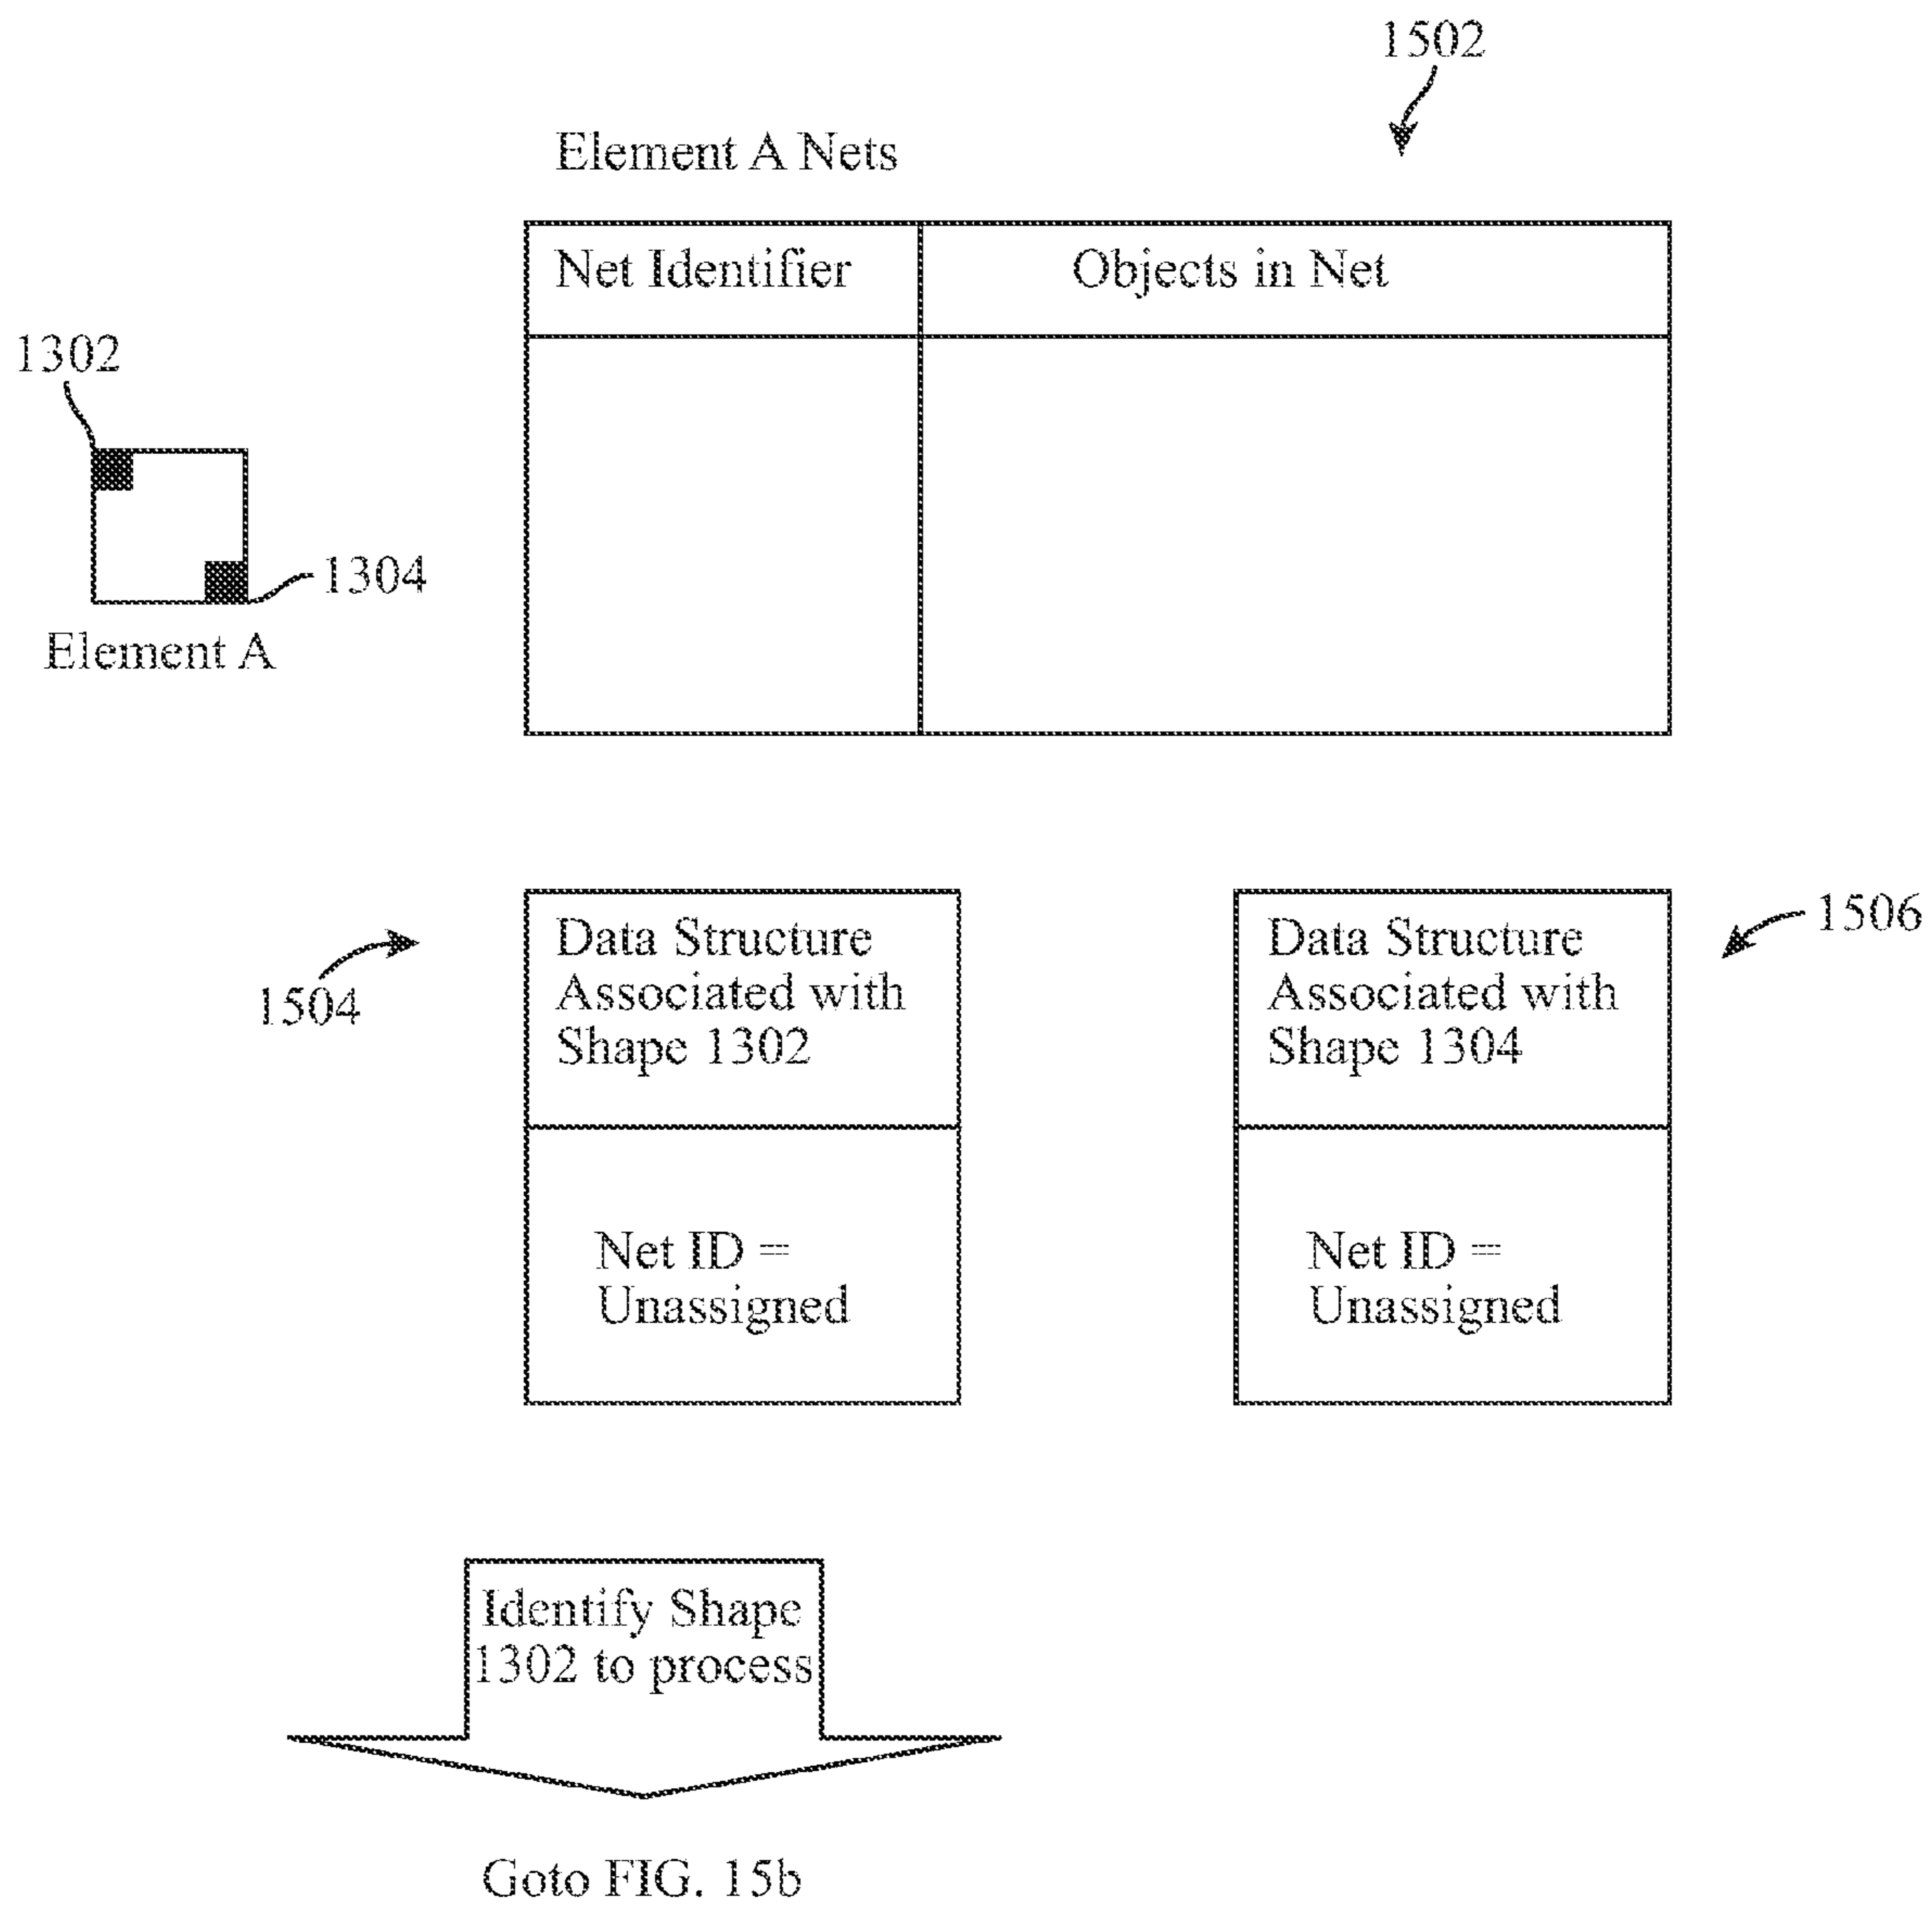 1502
Element A Nets
Net Identifier
Objects in Net
1302
1304
Element A
1504
Data Structure
Associated with
Shape 1302
Net ID =
Unassigned
1506
Data Structure
Associated with
Shape 1304
Net ID =
Unassigned
Identify Shape
1302 to process
Goto FIG. 15b